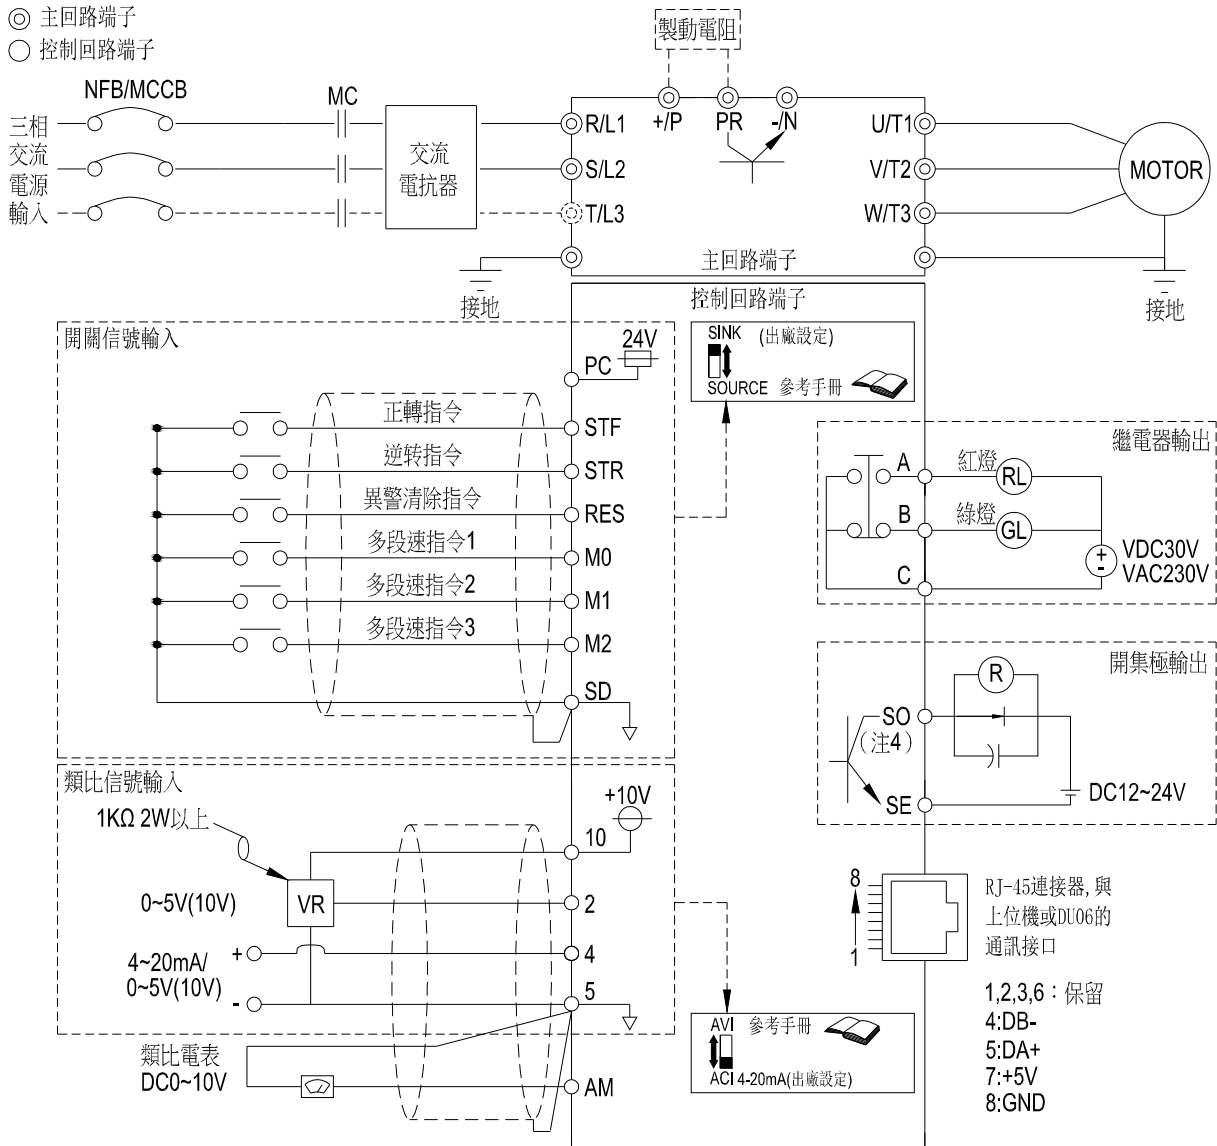 主回路端子
控制回路端子
製動電阻
NFB/MCCB
MC
三相
交流
電源
輸入
交流
電抗器
R/L1
S/L2
T/L3
+/P
PR
-/N
U/T1
V/T2
W/T3
MOTOR
主回路端子
接地
接地
控制回路端子
開關信號輸入
24V
PC
正轉指令
STF
逆转指令
STR
異警清除指令
RES
多段速指令1
M0
多段速指令2
M1
多段速指令3
M2
SD
SINK (出廠設定)
SOURCE 參考手冊
繼電器輸出
A
紅燈
RL
B
綠燈
GL
C
+
-
VDC30V
VAC230V
開集極輸出
R
SO
(注4)
SE
DC12~24V
類比信號輸入
1KΩ 2W以上
+10V
10
VR
0~5V(10V)
2
+
4~20mA/
0~5V(10V)
-
4
5
類比電表
DC0~10V
AM
AVI 參考手冊
ACI 4-20mA(出廠設定)
8
1
RJ-45連接器,與
上位機或DU06的
通訊接口
1,2,3,6：保留
4:DB-
5:DA+
7:+5V
8:GND